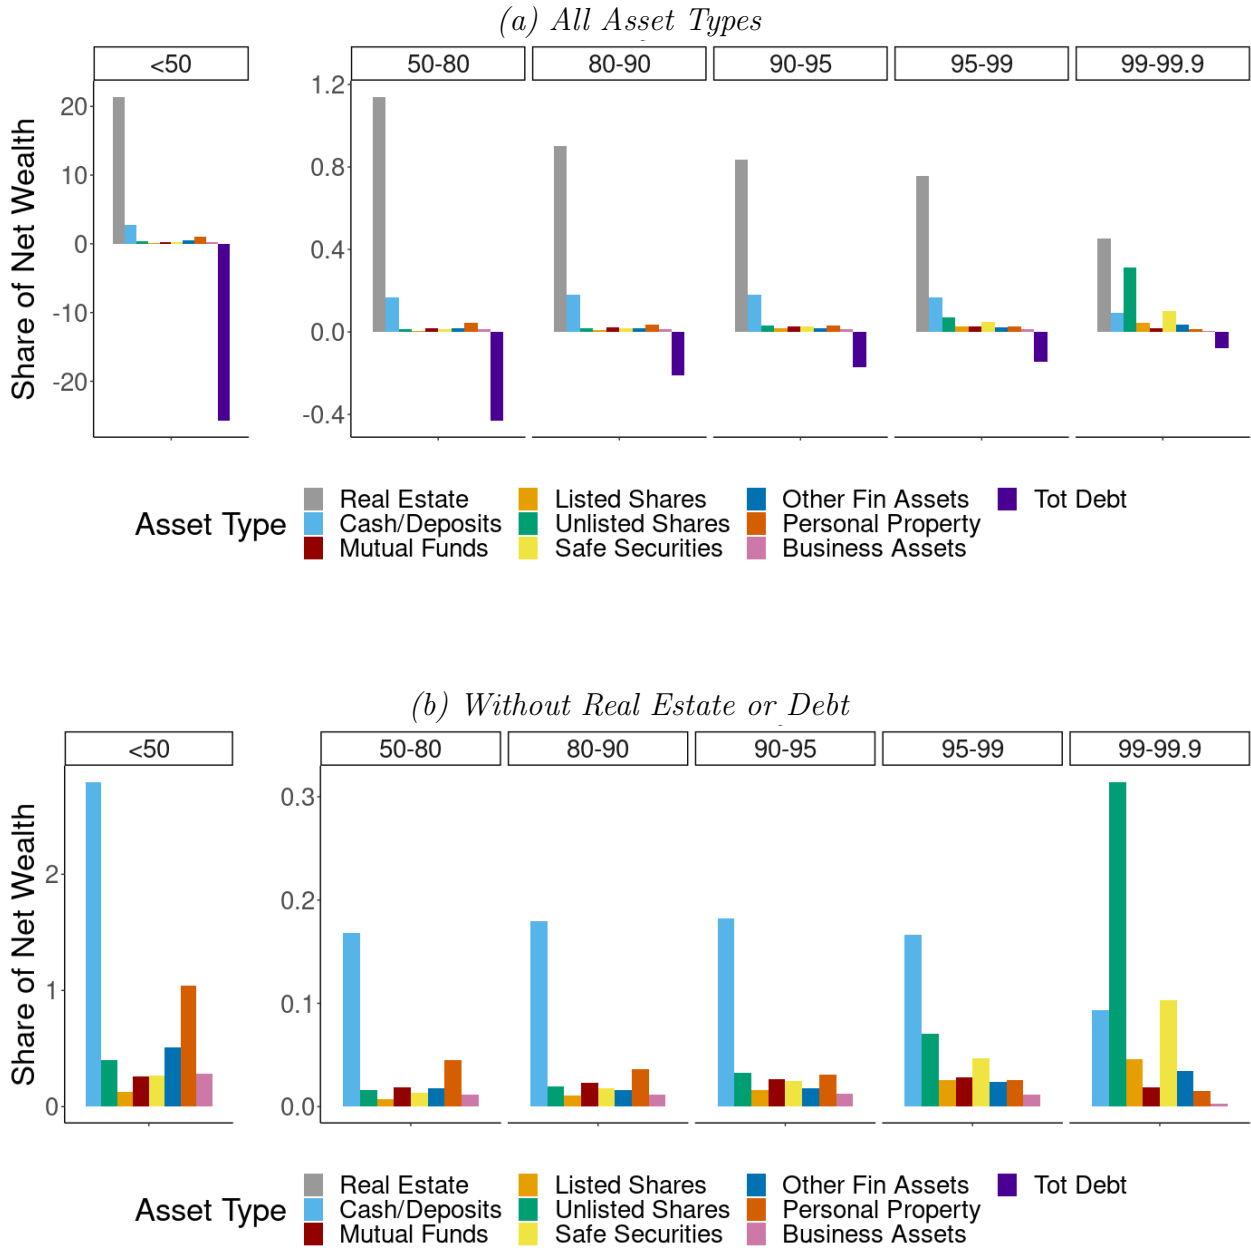 (a) All Asset Types
<50 50-80 80-90 90-95 95-99 99-99.9
Share of Net Wealth
20
10
0
-10
-20
1.2
0.8
0.4
0.0
-0.4
Asset Type
Real Estate Listed Shares Other Fin Assets Tot Debt
Cash/Deposits Unlisted Shares Personal Property
Mutual Funds Safe Securities Business Assets
(b) Without Real Estate or Debt
<50 50-80 80-90 90-95 95-99 99-99.9
Share of Net Wealth
2
1
0
0.3
0.2
0.1
0.0
Asset Type
Real Estate Listed Shares Other Fin Assets Tot Debt
Cash/Deposits Unlisted Shares Personal Property
Mutual Funds Safe Securities Business Assets